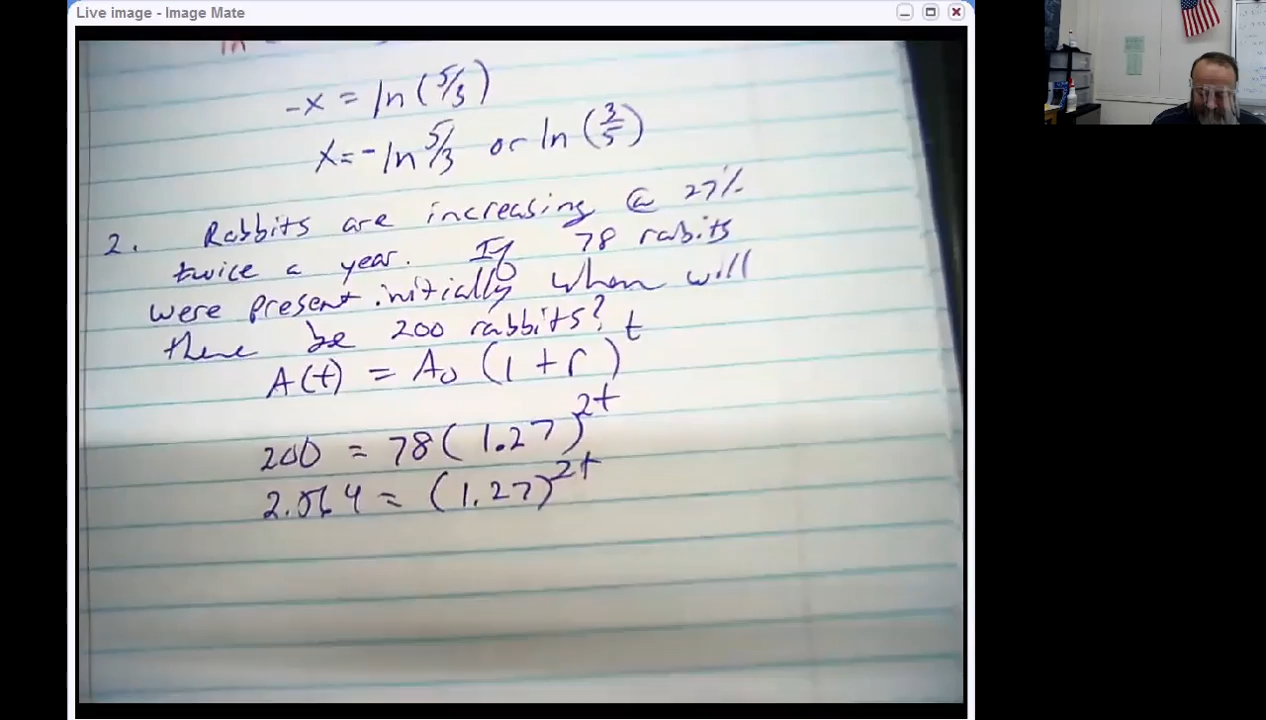 Live image - Image Mate
-x = ln(5/3)
x = -ln 5/3 or ln(3/5)
2. Rabbits are increasing @ 27%
twice a year. If 78 rabits
were present initially when will
there be 200 rabbits?
A(t) = A₀ (1 + r)^t
200 = 78(1.27)^2t
2.564 = (1.27)^2t